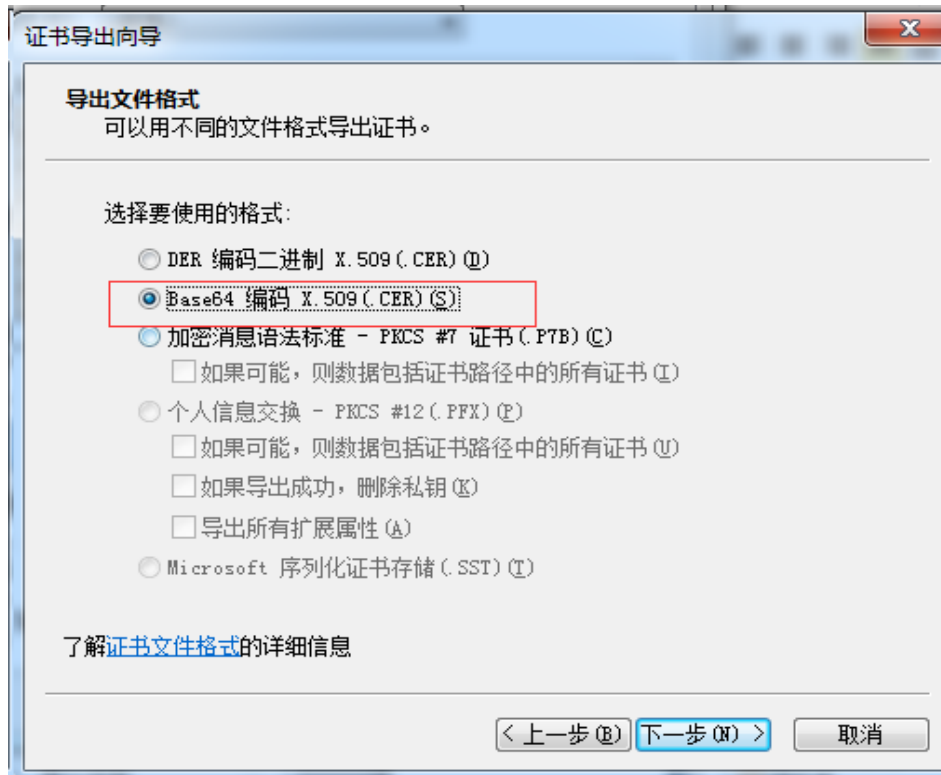 证书导出向导
导出文件格式
可以用不同的文件格式导出证书。
选择要使用的格式:
DER 编码二进制 X.509(.CER)(D)
Base64 编码 X.509(.CER)(S)
加密消息语法标准 - PKCS #7 证书(.P7B)(C)
如果可能，则数据包括证书路径中的所有证书(I)
个人信息交换 - PKCS #12(.PFX)(P)
如果可能，则数据包括证书路径中的所有证书(U)
如果导出成功，删除私钥(K)
导出所有扩展属性(A)
Microsoft 序列化证书存储(.SST)(T)
了解证书文件格式的详细信息
< 上一步(B) 下一步(N) > 取消